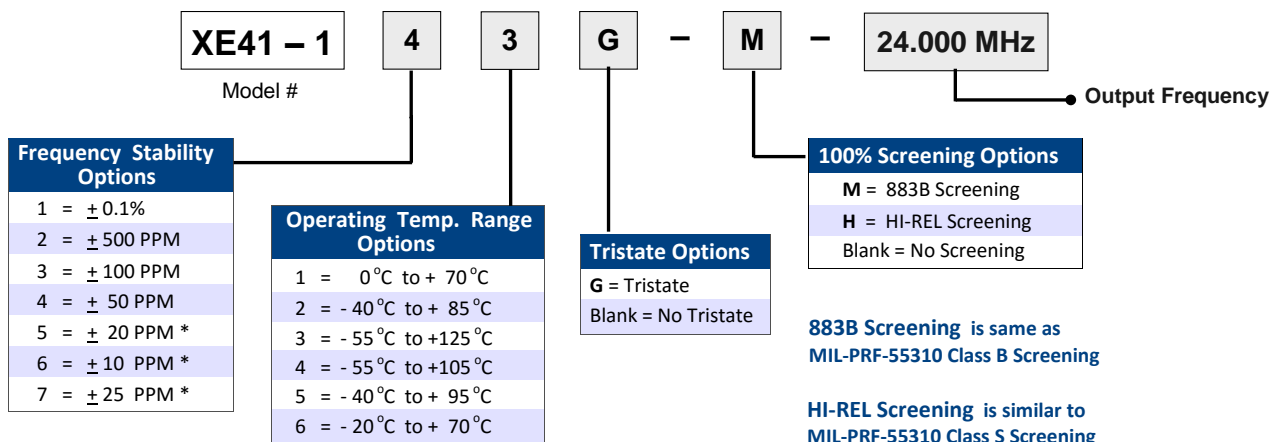 XE41 – 1 4 3 G – M – 24.000 MHz
Model #
Output Frequency
Frequency Stability
Options
1 = ± 0.1%
2 = ± 500 PPM
3 = ± 100 PPM
4 = ± 50 PPM
5 = ± 20 PPM *
6 = ± 10 PPM *
7 = ± 25 PPM *
Operating Temp. Range
Options
1 = 0 °C to + 70 °C
2 = - 40 °C to + 85 °C
3 = - 55 °C to +125 °C
4 = - 55 °C to +105 °C
5 = - 40 °C to + 95 °C
6 = - 20 °C to + 70 °C
Tristate Options
G = Tristate
Blank = No Tristate
100% Screening Options
M = 883B Screening
H = HI-REL Screening
Blank = No Screening
883B Screening is same as
MIL-PRF-55310 Class B Screening
HI-REL Screening is similar to
MIL-PRF-55310 Class S Screening